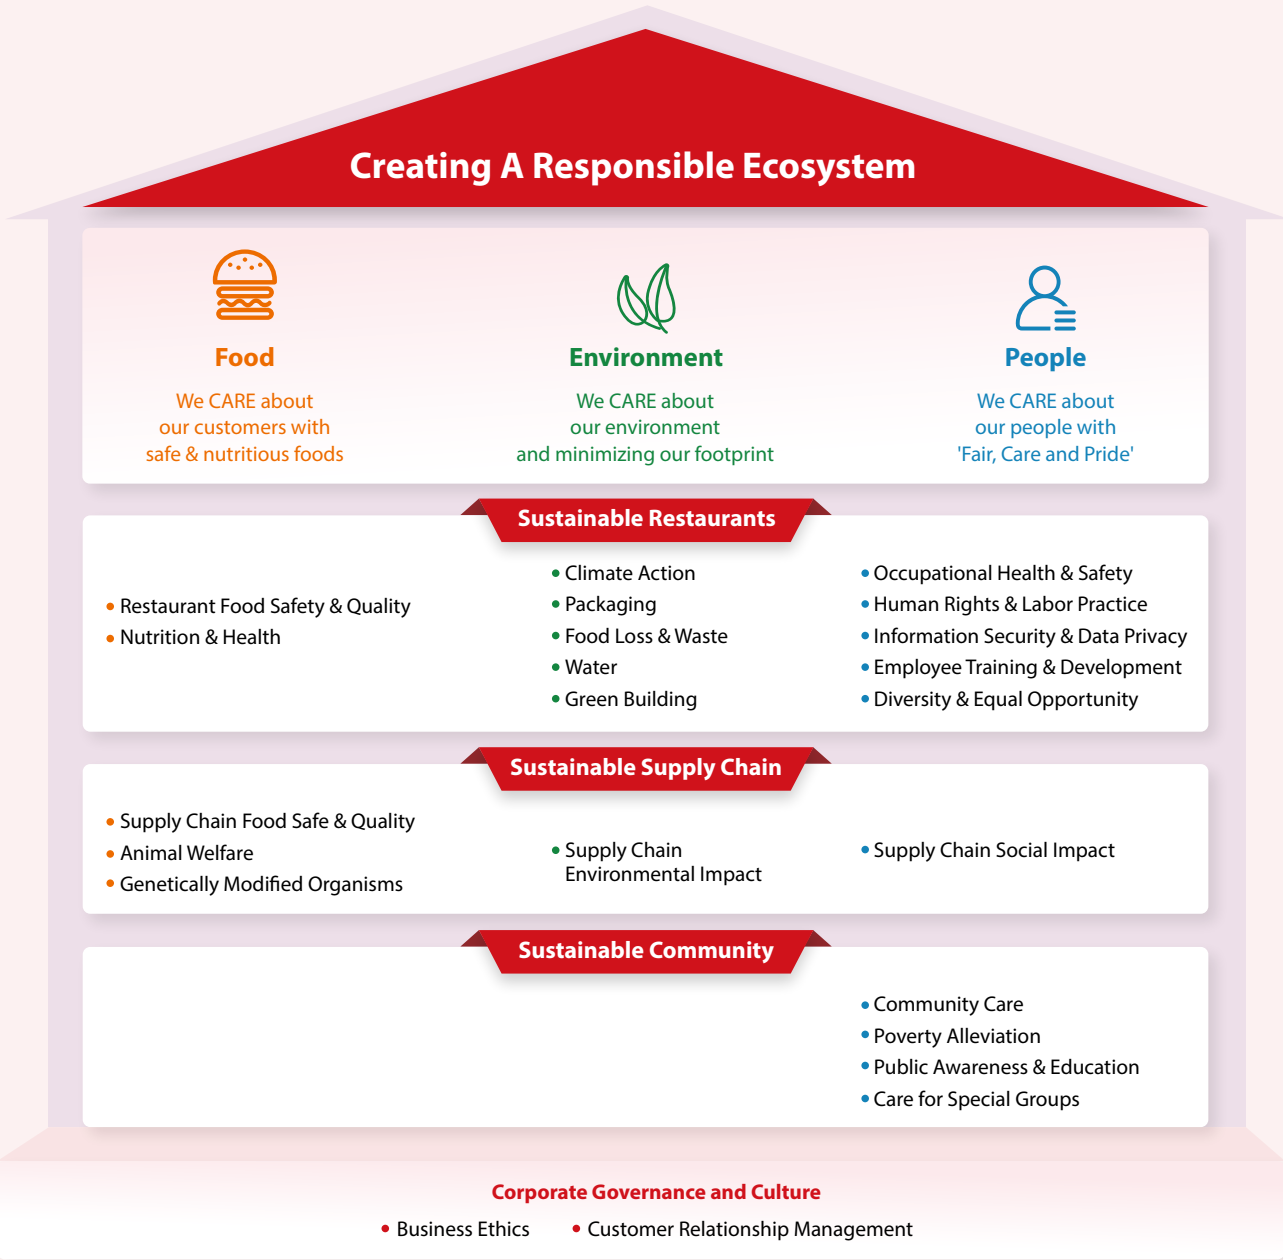 Creating A Responsible Ecosystem
Food
We CARE about
our customers with
safe & nutritious foods
Environment
We CARE about
our environment
and minimizing our footprint
People
We CARE about
our people with
'Fair, Care and Pride'
Sustainable Restaurants
• Restaurant Food Safety & Quality
• Nutrition & Health
• Climate Action
• Packaging
• Food Loss & Waste
• Water
• Green Building
• Occupational Health & Safety
• Human Rights & Labor Practice
• Information Security & Data Privacy
• Employee Training & Development
• Diversity & Equal Opportunity
Sustainable Supply Chain
• Supply Chain Food Safe & Quality
• Animal Welfare
• Genetically Modified Organisms
• Supply Chain
Environmental Impact
• Supply Chain Social Impact
Sustainable Community
• Community Care
• Poverty Alleviation
• Public Awareness & Education
• Care for Special Groups
Corporate Governance and Culture
• Business Ethics • Customer Relationship Management